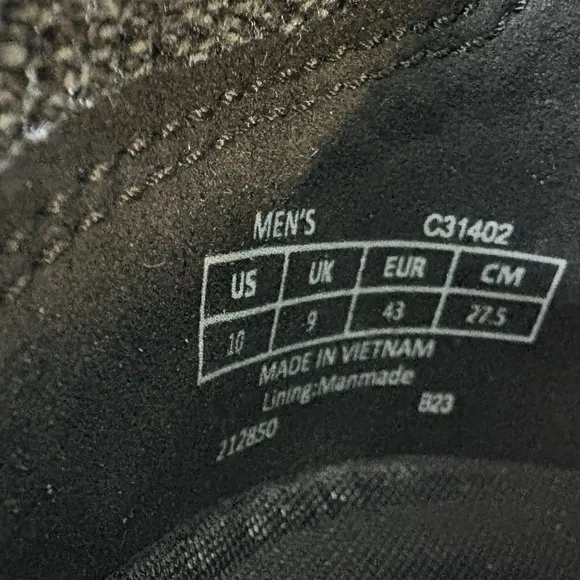 MEN'S C31402
US UK EUR CM
10 9 43 27.5
MADE IN VIETNAM
Lining:Manmade
B23
212850